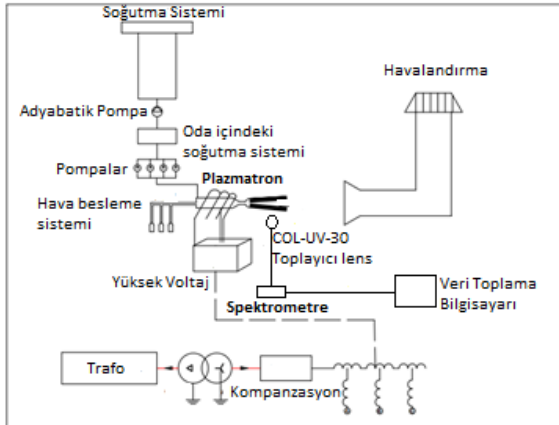 Soğutma Sistemi
Havalandırma
Adyabatik Pompa
Oda içindeki
soğutma sistemi
Pompalar
Plazmatron
Hava besleme
sistemi
COL-UV-30
Toplayıcı lens
Yüksek Voltaj
Spektrometre
Veri Toplama
Bilgisayarı
Trafo
Kompanzasyon